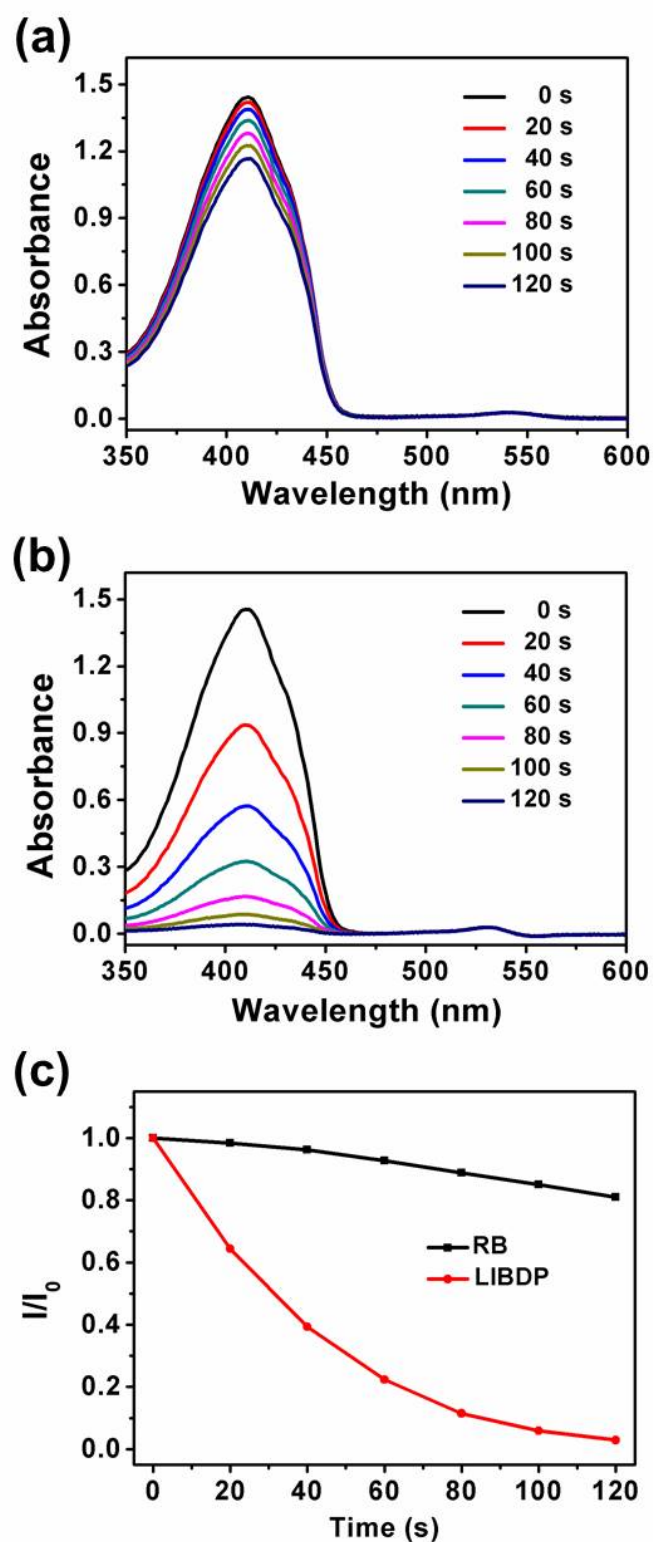 (a)
Absorbance
1.5
1.2
0.9
0.6
0.3
0.0
0 s
20 s
40 s
60 s
80 s
100 s
120 s
350 400 450 500 550 600
Wavelength (nm)
(b)
Absorbance
1.5
1.2
0.9
0.6
0.3
0.0
0 s
20 s
40 s
60 s
80 s
100 s
120 s
350 400 450 500 550 600
Wavelength (nm)
(c)
I/I0
1.0
0.8
0.6
0.4
0.2
0.0
RB
LIBDP
0 20 40 60 80 100 120
Time (s)